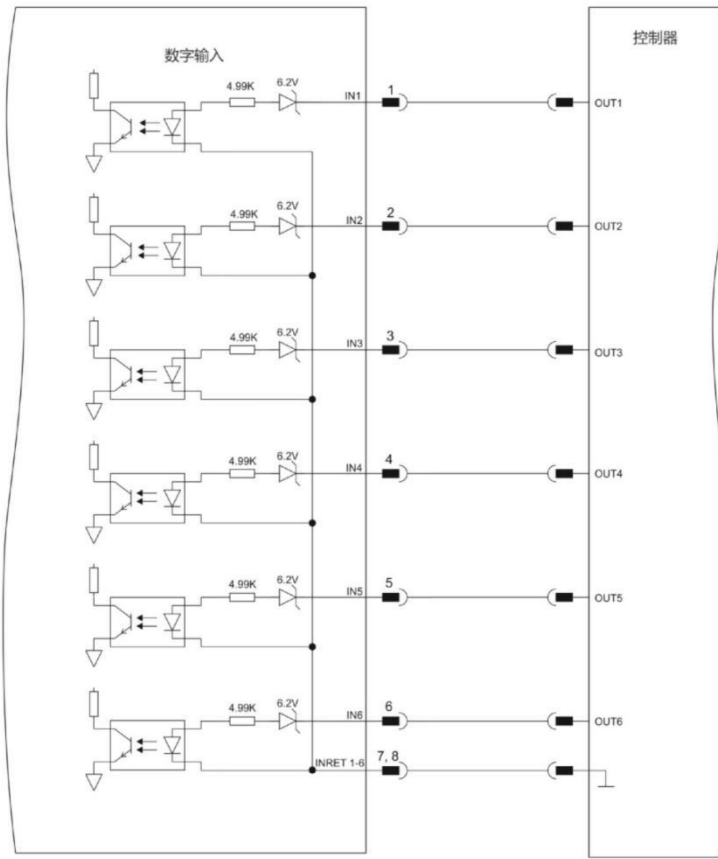 数字输入
控制器
4.99K 6.2V IN1 1 OUT1
4.99K 6.2V IN2 2 OUT2
4.99K 6.2V IN3 3 OUT3
4.99K 6.2V IN4 4 OUT4
4.99K 6.2V IN5 5 OUT5
4.99K 6.2V IN6 6 OUT6
INRET 1-6 7, 8